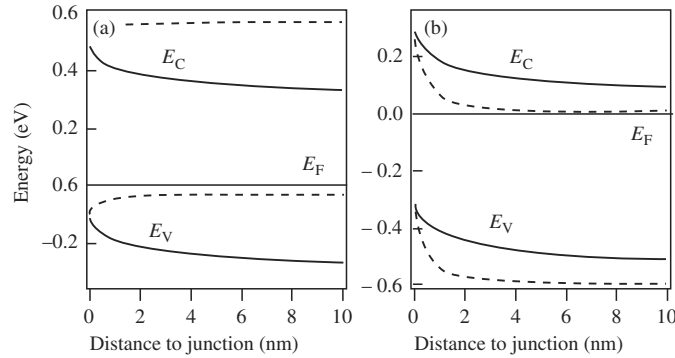 0.6
(a)
E_C
0.4
0.2
E_F
0.6
E_V
–0.2
Energy (eV)
0 2 4 6 8 10
Distance to junction (nm)
(b)
0.2
E_C
0.0
E_F
– 0.2
E_V
– 0.4
– 0.6
0 2 4 6 8 10
Distance to junction (nm)